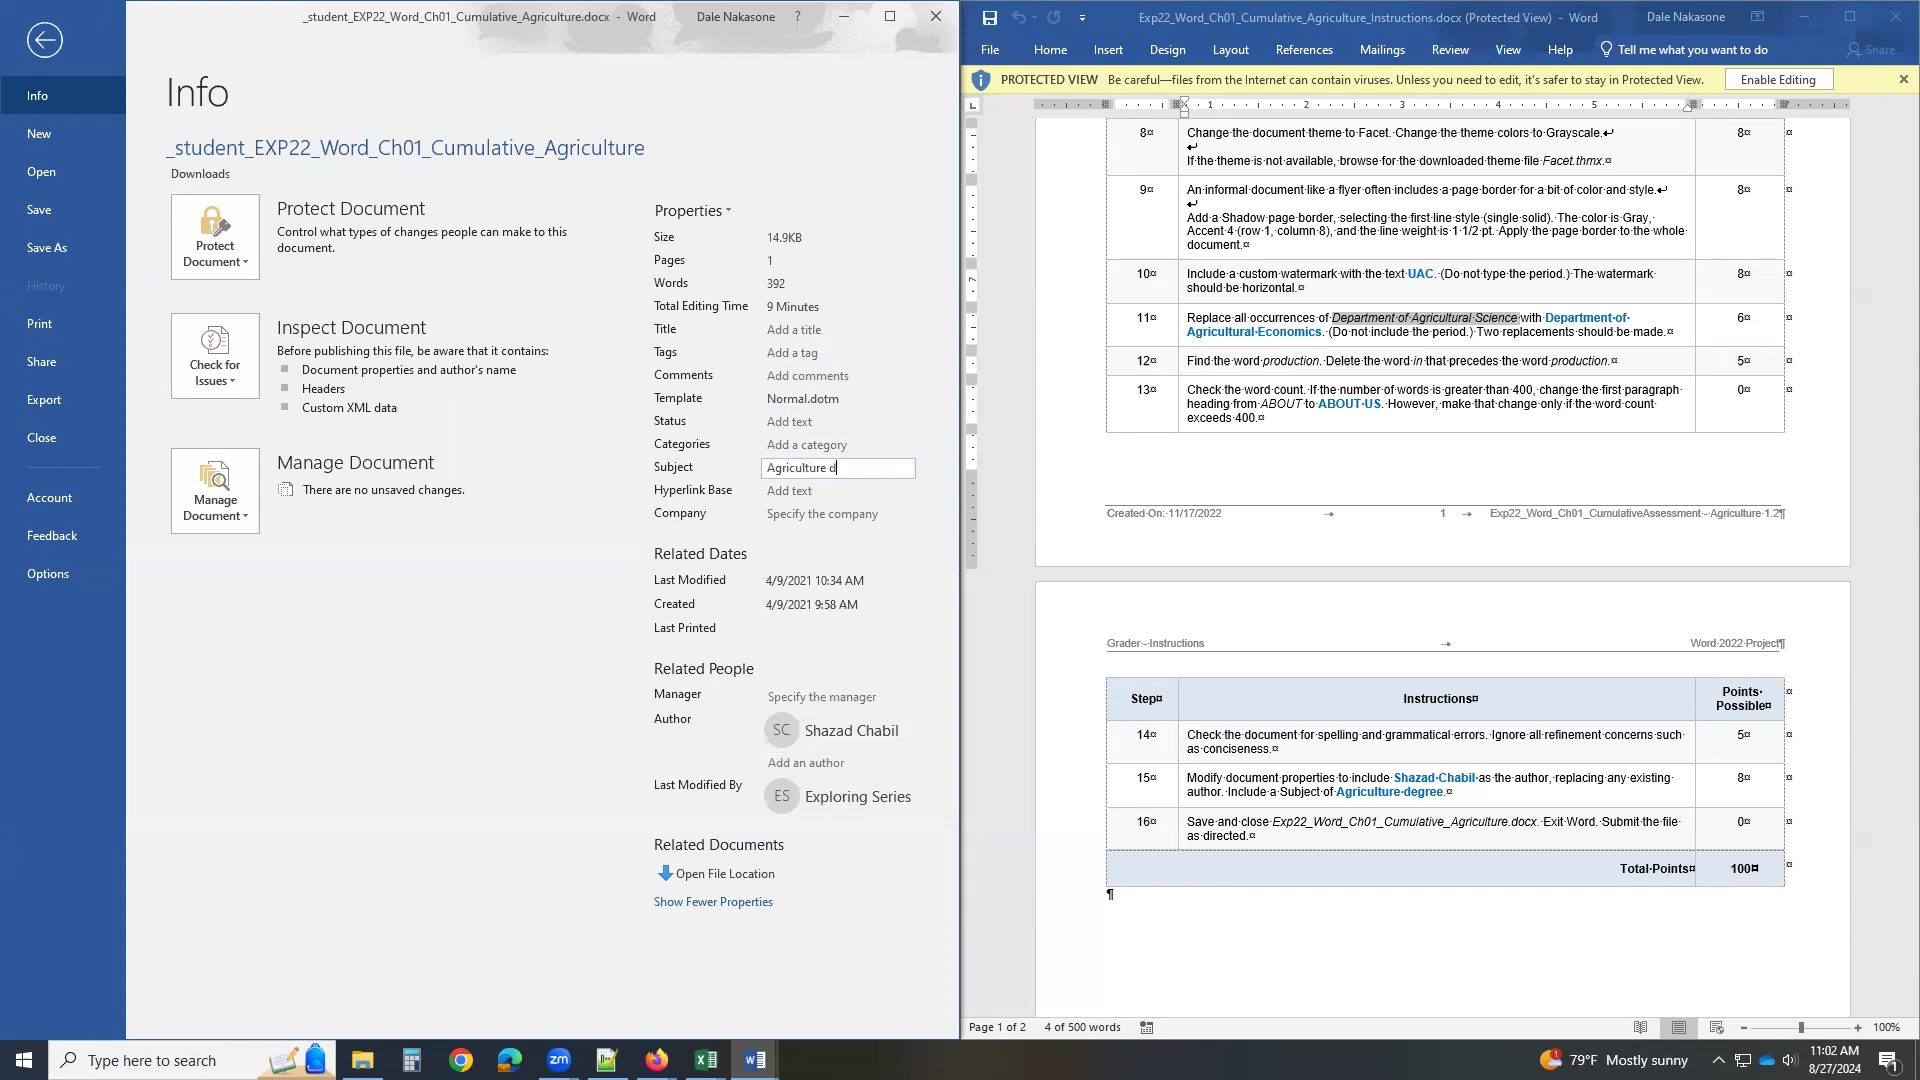 _student_EXP22_Word_Ch01_Cumulative_Agriculture.docx - Word
Dale Nakasone
?
Info
New
Open
Save
Save As
History
Print
Share
Export
Close
Account
Feedback
Options
Info
_student_EXP22_Word_Ch01_Cumulative_Agriculture
Downloads
Protect Document
Protect Document
Control what types of changes people can make to this
document.
Check for Issues
Inspect Document
Before publishing this file, be aware that it contains:
Document properties and author's name
Headers
Custom XML data
Manage Document
Manage Document
There are no unsaved changes.
Properties
Size 14.9KB
Pages 1
Words 392
Total Editing Time 9 Minutes
Title Add a title
Tags Add a tag
Comments Add comments
Template Normal.dotm
Status Add text
Categories Add a category
Subject Agriculture d
Hyperlink Base Add text
Company Specify the company
Related Dates
Last Modified 4/9/2021 10:34 AM
Created 4/9/2021 9:58 AM
Last Printed
Related People
Manager Specify the manager
Author SC Shazad Chabil
Add an author
Last Modified By ES Exploring Series
Related Documents
Open File Location
Show Fewer Properties
Exp22_Word_Ch01_Cumulative_Agriculture_Instructions.docx (Protected View) - Word
Dale Nakasone
File Home Insert Design Layout References Mailings Review View Help Tell me what you want to do Share
PROTECTED VIEW Be careful—files from the Internet can contain viruses. Unless you need to edit, it's safer to stay in Protected View. Enable Editing
1 2 3 4 5 7
7
8¤ Change the document theme to Facet. Change the theme colors to Grayscale.↵ 8¤ ¤
↵
If the theme is not available, browse for the downloaded theme file Facet.thmx.¤
9¤ An informal document like a flyer often includes a page border for a bit of color and style.↵ 8¤ ¤
↵
Add a Shadow page border, selecting the first line style (single solid). The color is Gray,
Accent 4 (row 1, column 8), and the line weight is 1 1/2 pt. Apply the page border to the whole
document.¤
10¤ Include a custom watermark with the text UAC. (Do not type the period.) The watermark 8¤ ¤
should be horizontal.¤
11¤ Replace all occurrences of Department of Agricultural Science with Department of 6¤ ¤
Agricultural Economics. (Do not include the period.) Two replacements should be made.¤
12¤ Find the word production. Delete the word in that precedes the word production.¤ 5¤ ¤
13¤ Check the word count. If the number of words is greater than 400, change the first paragraph 0¤ ¤
heading from ABOUT to ABOUT US. However, make that change only if the word count
exceeds 400.¤
Created On: 11/17/2022 → 1 → Exp22_Word_Ch01_CumulativeAssessment - Agriculture 1.2¶
Grader - Instructions → Word 2022 Project¶
Step¤ Instructions¤ Points Possible¤ ¤
14¤ Check the document for spelling and grammatical errors. Ignore all refinement concerns such 5¤ ¤
as conciseness.¤
15¤ Modify document properties to include Shazad Chabil as the author, replacing any existing 8¤ ¤
author. Include a Subject of Agriculture degree.¤
16¤ Save and close Exp22_Word_Ch01_Cumulative_Agriculture.docx. Exit Word. Submit the file 0¤ ¤
as directed.¤
Total Points¤ 100¤ ¤
¶
Page 1 of 2 4 of 500 words 100%
Type here to search
zm
79°F Mostly sunny
11:02 AM
8/27/2024
1